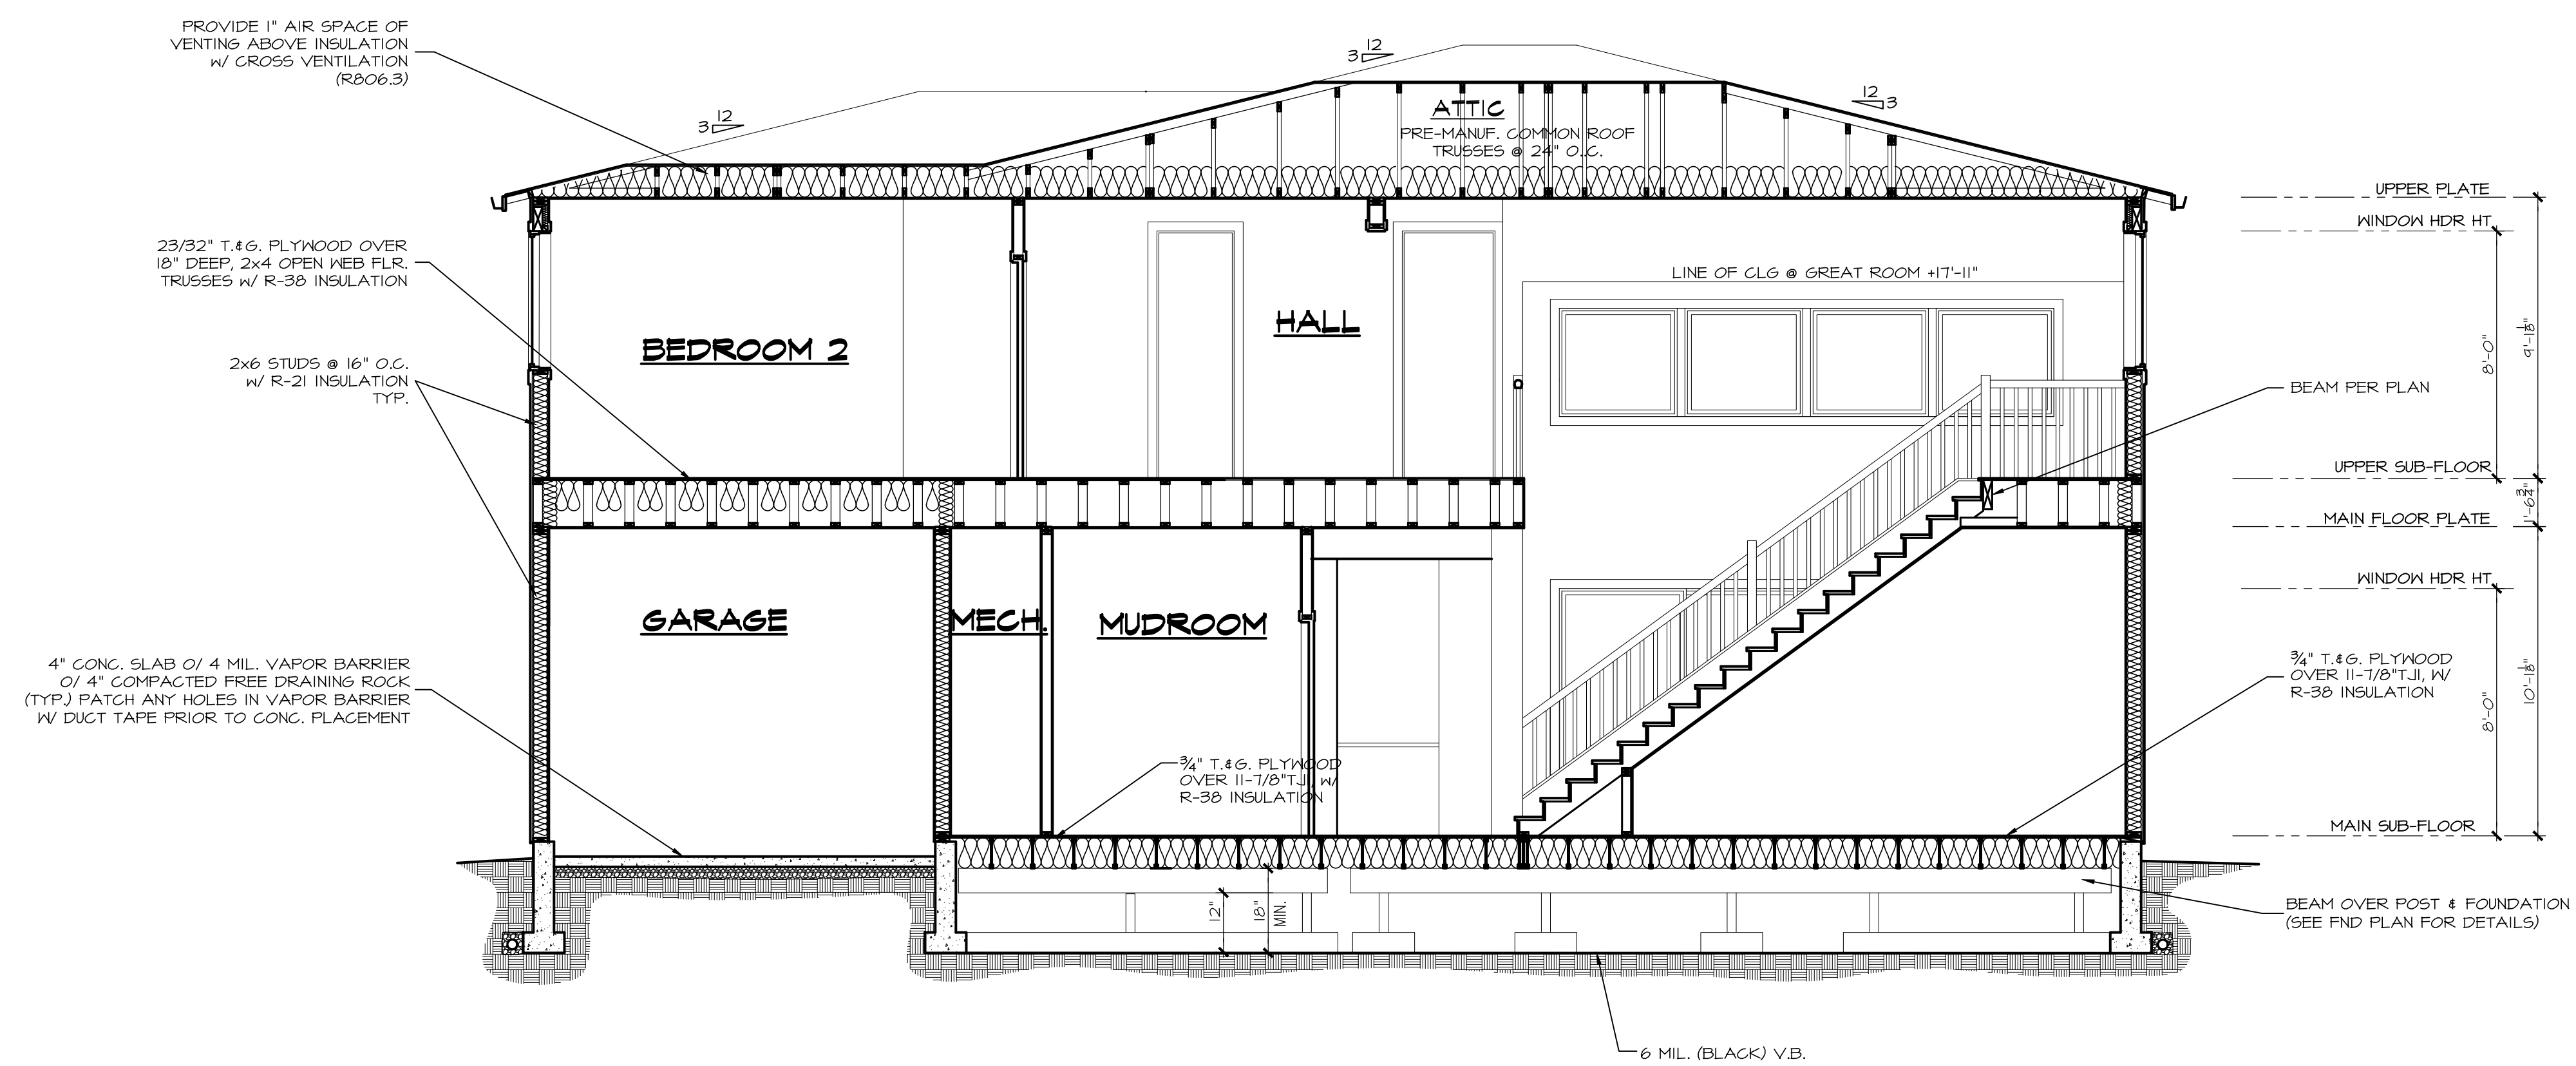 PROVIDE 1" AIR SPACE OF
VENTING ABOVE INSULATION
W/ CROSS VENTILATION
(R806.3)
23/32" T.&G. PLYWOOD OVER
18" DEEP, 2x4 OPEN WEB FLR.
TRUSSES W/ R-38 INSULATION
2x6 STUDS @ 16" O.C.
W/ R-21 INSULATION
TYP.
4" CONC. SLAB O/ 4 MIL. VAPOR BARRIER
O/ 4" COMPACTED FREE DRAINING ROCK
(TYP.) PATCH ANY HOLES IN VAPOR BARRIER
W/ DUCT TAPE PRIOR TO CONC. PLACEMENT
12
3
12
3
12
3
ATTIC
PRE-MANUF. COMMON ROOF
TRUSSES @ 24" O.C.
LINE OF CLG @ GREAT ROOM +17'-11"
BEDROOM 2
HALL
GARAGE
MECH.
MUDROOM
3/4" T.&G. PLYWOOD
OVER 11-7/8"TJI, W/
R-38 INSULATION
12"
18"
MIN.
6 MIL. (BLACK) V.B.
UPPER PLATE
WINDOW HDR HT
8'-0"
9'-1 1/8"
BEAM PER PLAN
UPPER SUB-FLOOR
1'-6 3/4"
MAIN FLOOR PLATE
WINDOW HDR HT
3/4" T.&G. PLYWOOD
OVER 11-7/8"TJI, W/
R-38 INSULATION
8'-0"
10'-1 1/8"
MAIN SUB-FLOOR
BEAM OVER POST & FOUNDATION
(SEE FND PLAN FOR DETAILS)